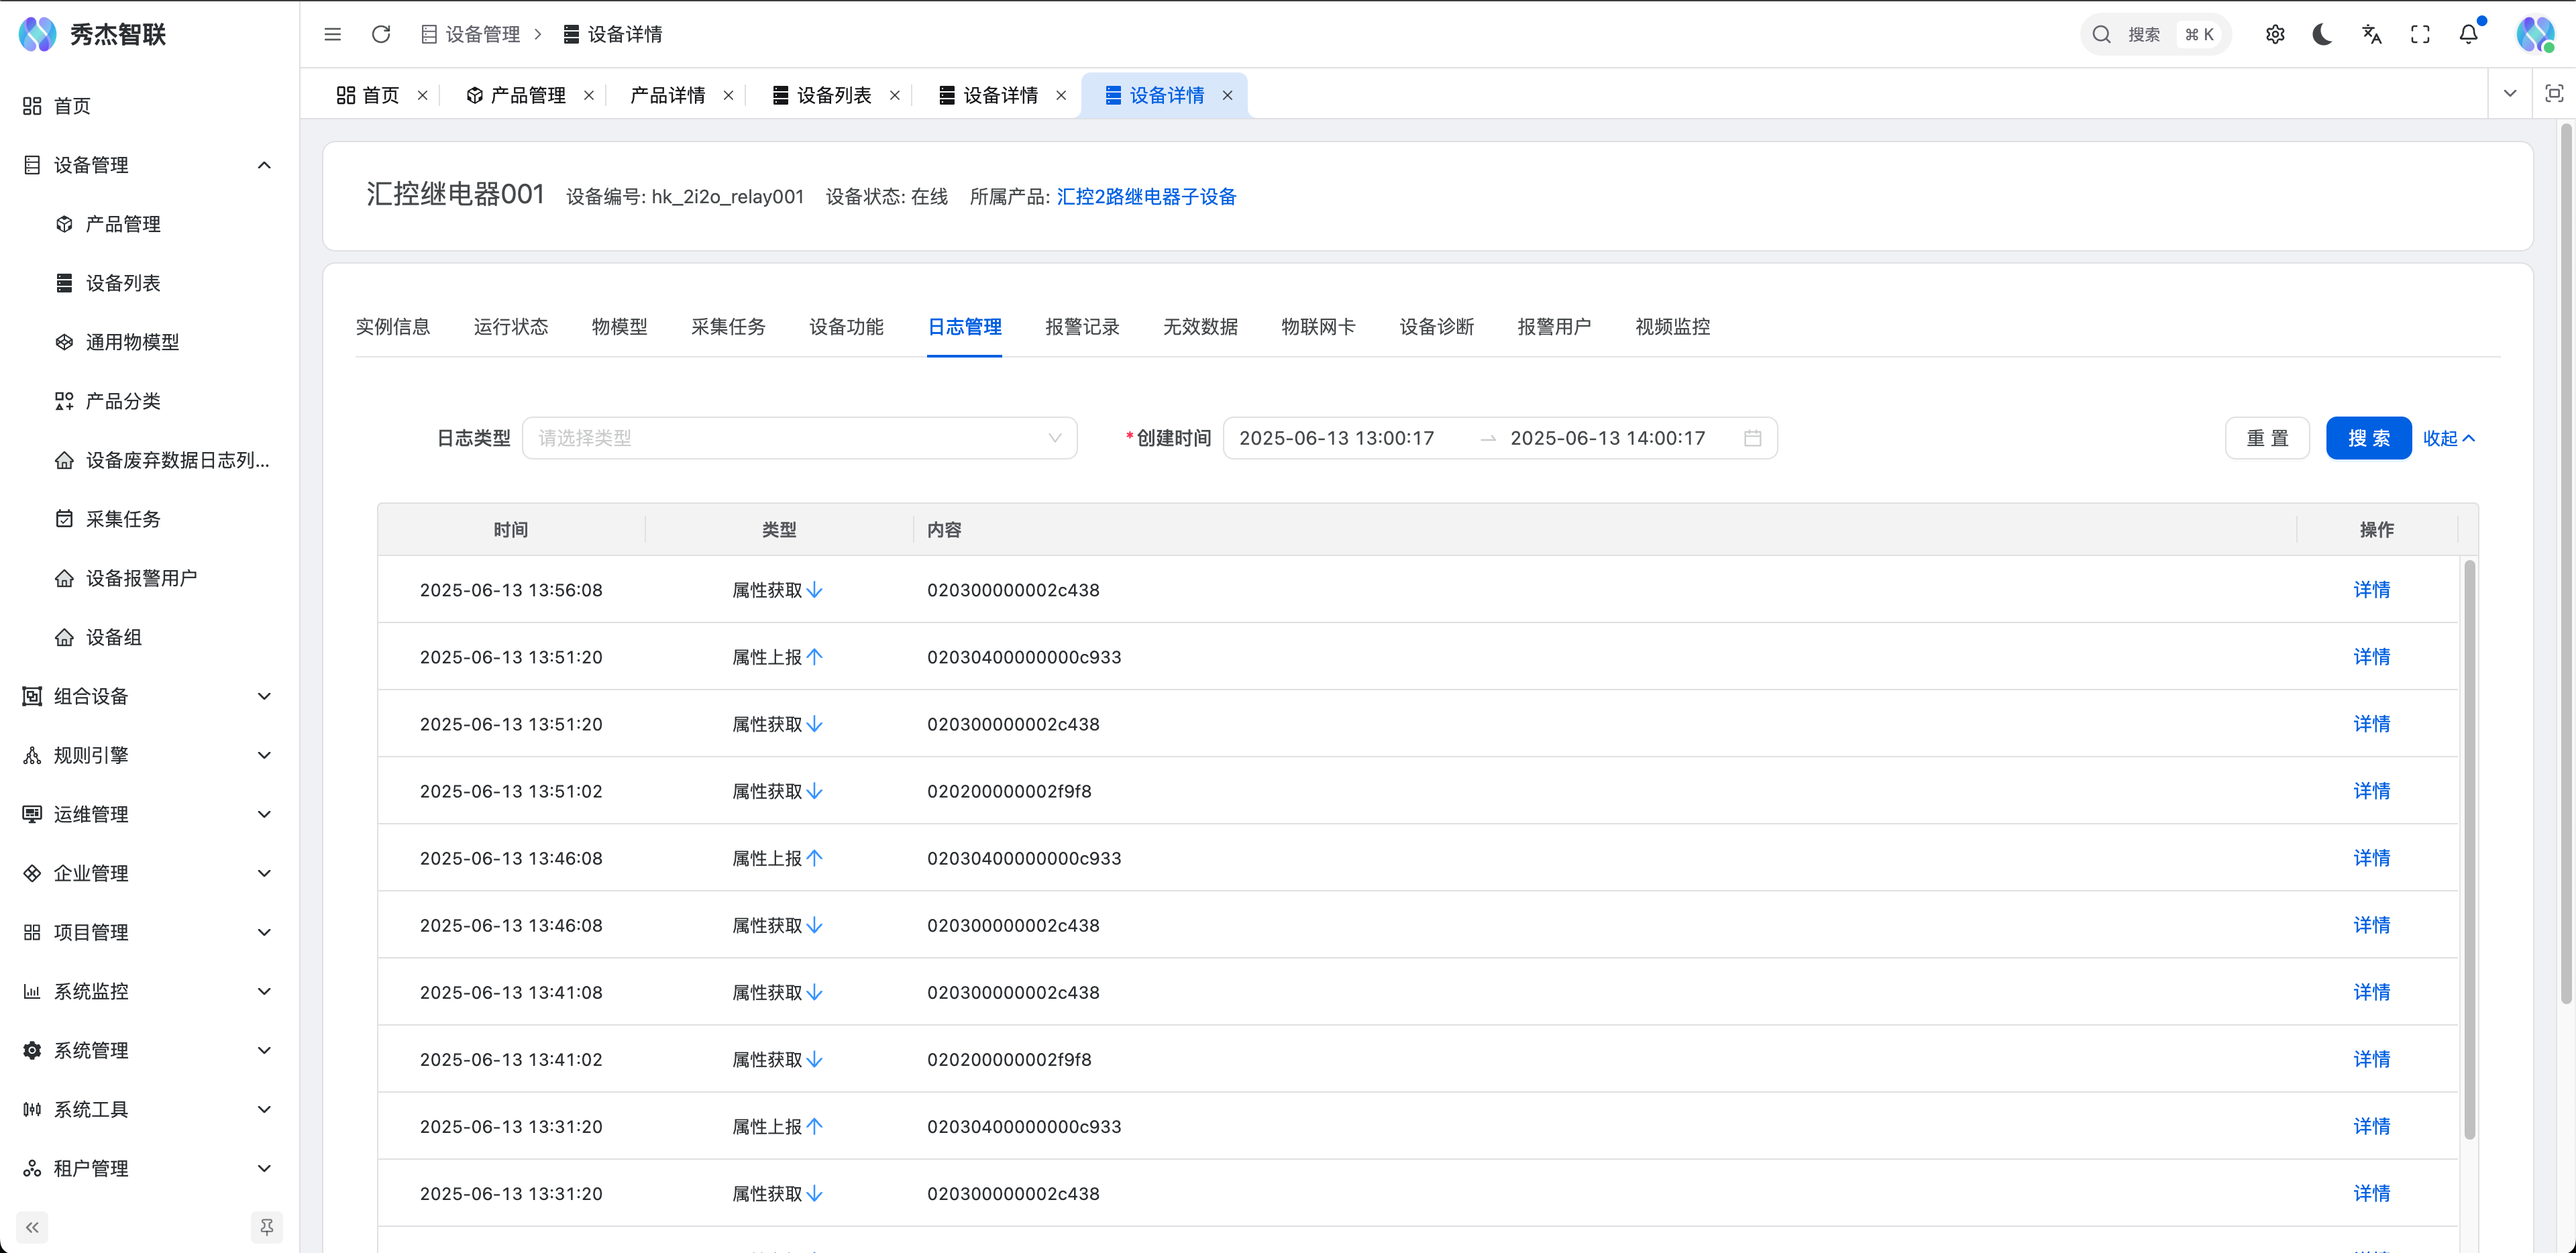 秀杰智联
设备管理 > 设备详情
搜索 ⌘ K
首页 × 产品管理 × 产品详情 × 设备列表 × 设备详情 × 设备详情 ×
首页
设备管理
产品管理
设备列表
通用物模型
产品分类
设备废弃数据日志列...
采集任务
设备报警用户
设备组
组合设备
规则引擎
运维管理
企业管理
项目管理
系统监控
系统管理
系统工具
租户管理
汇控继电器001 设备编号: hk_2i2o_relay001 设备状态: 在线 所属产品: 汇控2路继电器子设备
实例信息 运行状态 物模型 采集任务 设备功能 日志管理 报警记录 无效数据 物联网卡 设备诊断 报警用户 视频监控
日志类型 请选择类型 *创建时间 2025-06-13 13:00:17 → 2025-06-13 14:00:17 重 置 搜 索 收起
时间 类型 内容 操作
2025-06-13 13:56:08 属性获取↓ 020300000002c438 详情
2025-06-13 13:51:20 属性上报↑ 02030400000000c933 详情
2025-06-13 13:51:20 属性获取↓ 020300000002c438 详情
2025-06-13 13:51:02 属性获取↓ 020200000002f9f8 详情
2025-06-13 13:46:08 属性上报↑ 02030400000000c933 详情
2025-06-13 13:46:08 属性获取↓ 020300000002c438 详情
2025-06-13 13:41:08 属性获取↓ 020300000002c438 详情
2025-06-13 13:41:02 属性获取↓ 020200000002f9f8 详情
2025-06-13 13:31:20 属性上报↑ 02030400000000c933 详情
2025-06-13 13:31:20 属性获取↓ 020300000002c438 详情